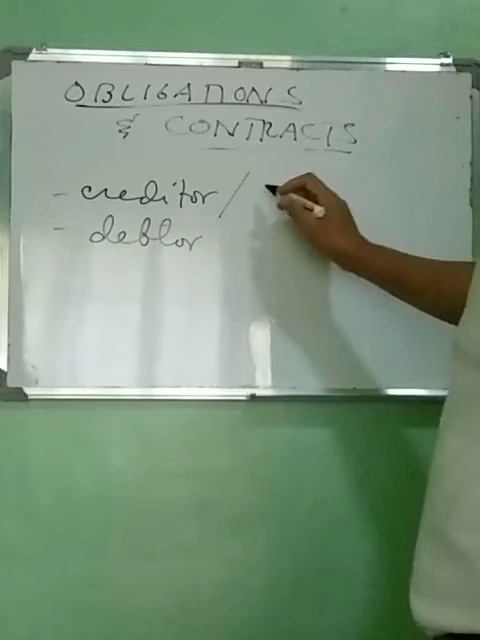 OBLIGATIONS
& CONTRACTS
- creditor /
- debtor